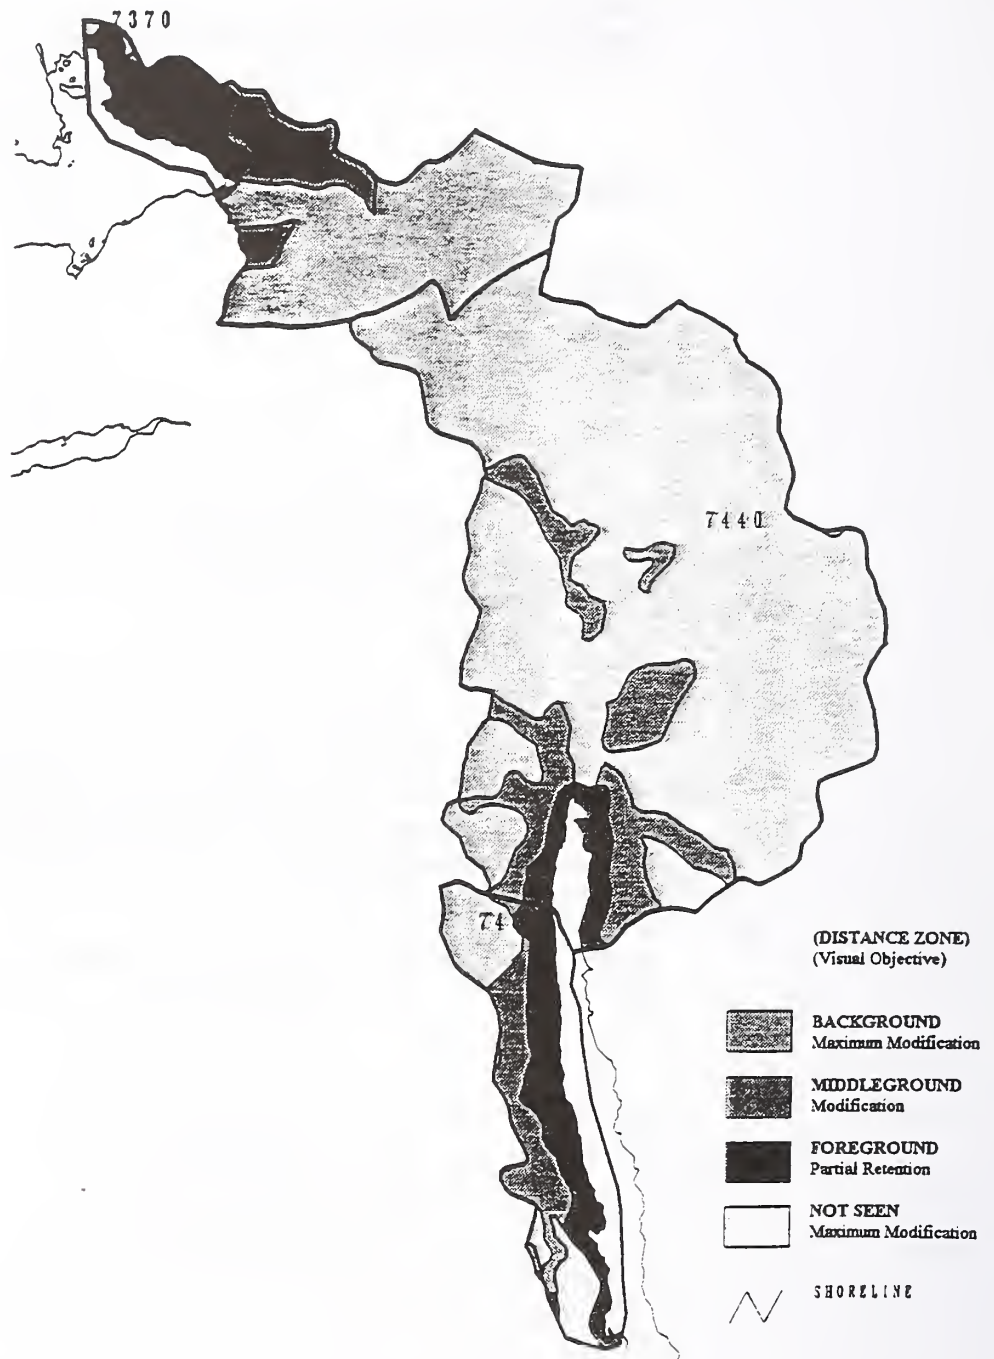 7370
7440
74
(DISTANCE ZONE)
(Visual Objective)
BACKGROUND
Maximum Modification
MIDDLEGROUND
Modification
FOREGROUND
Partial Retention
NOT SEEN
Maximum Modification
SHORELINE